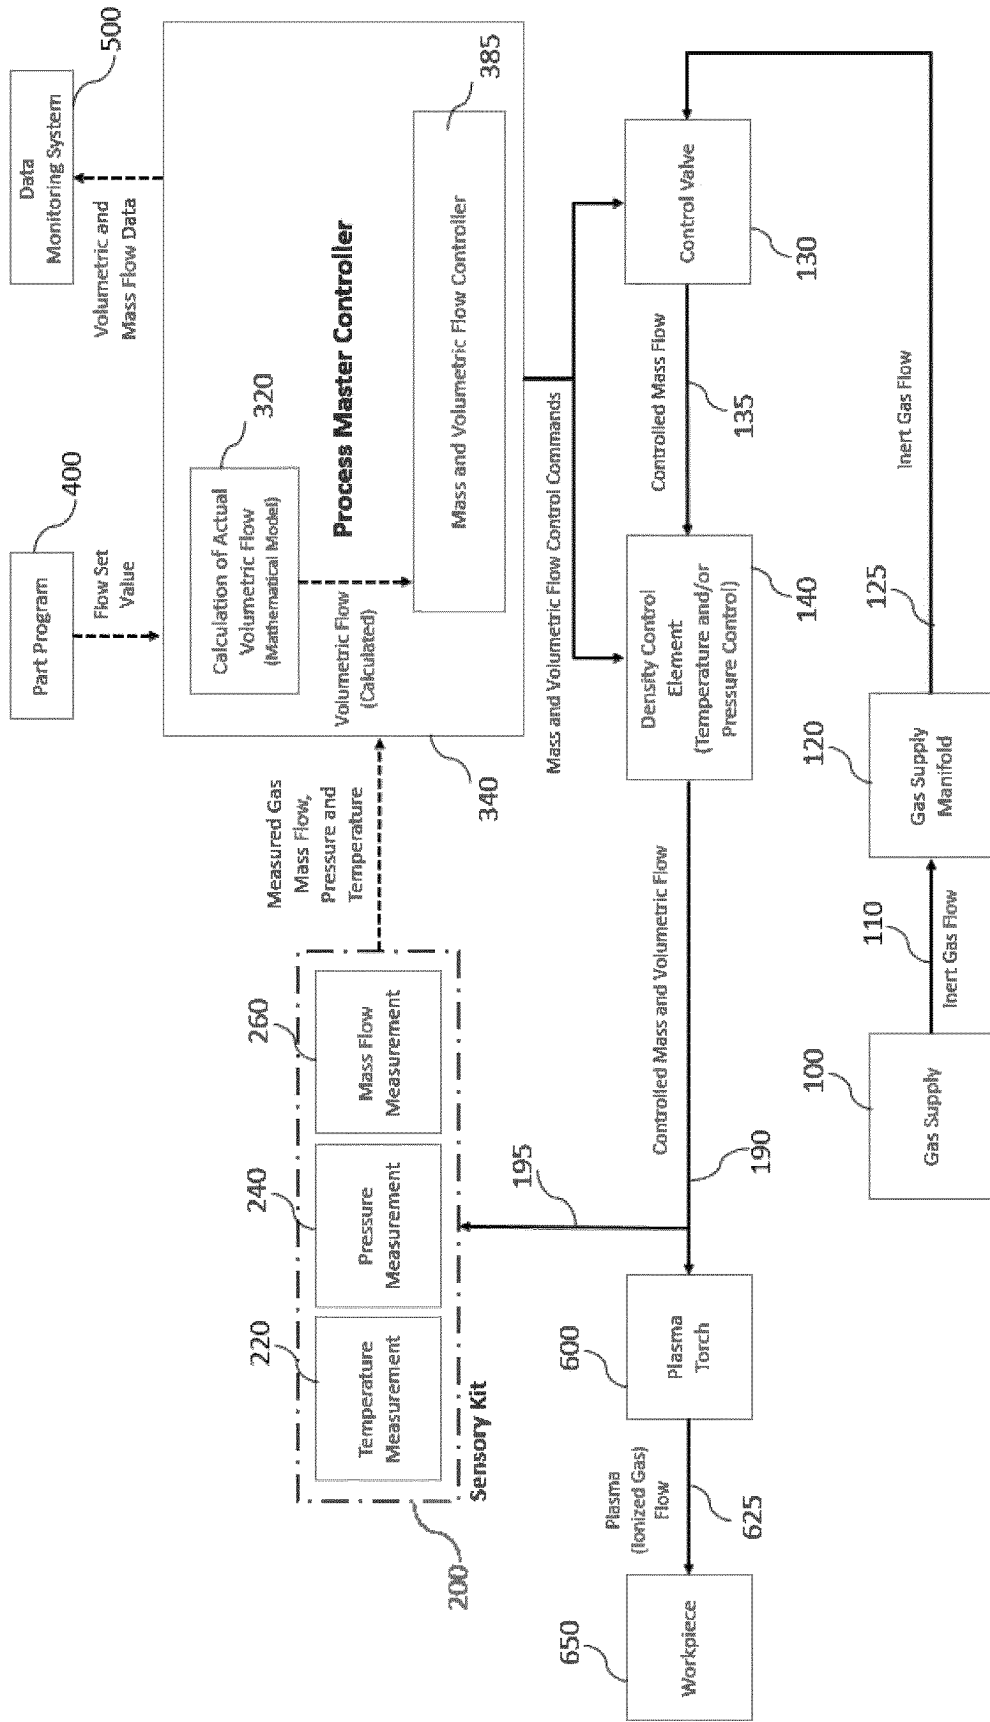 Part Program
400
Flow Set
Value
Data
Monitoring System
500
Volumetric and
Mass Flow Data
Calculation of Actual
Volumetric Flow
(Mathematical Model)
320
Volumetric Flow
(Calculated)
Process Master Controller
Mass and Volumetric Flow Controller
385
340
Measured Gas
Mass Flow,
Pressure and
Temperature
220
Temperature
Measurement
240
Pressure
Measurement
260
Mass Flow
Measurement
Sensory Kit
200
195
Mass and Volumetric Flow Control Commands
650
Workpiece
Plasma
(Ionized Gas)
Flow
625
600
Plasma
Torch
190
Controlled Mass and Volumetric Flow
Density Control
Element
(Temperature and/or
Pressure Control)
140
Controlled Mass Flow
135
Control Valve
130
100
Gas Supply
110
Inert Gas Flow
120
Gas Supply
Manifold
125
Inert Gas Flow